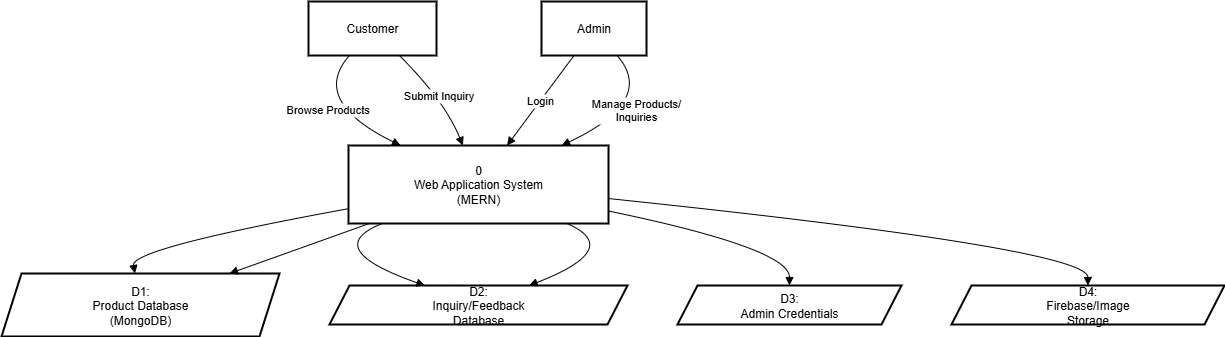 Customer
Admin
Browse Products
Submit Inquiry
Login
Manage Products/
Inquiries
0
Web Application System
(MERN)
D1:
Product Database
(MongoDB)
D2:
Inquiry/Feedback
Database
D3:
Admin Credentials
D4:
Firebase/Image
Storage